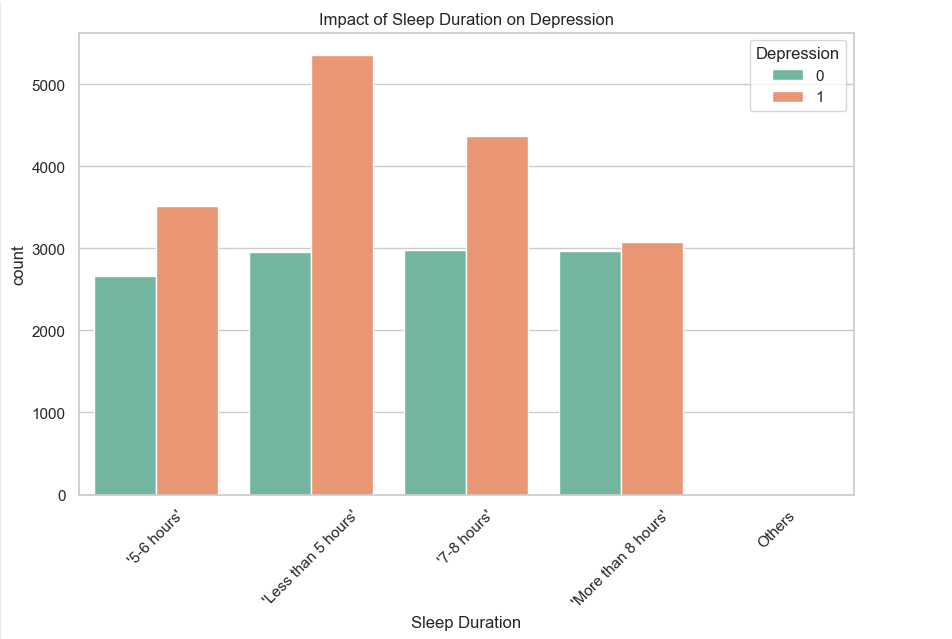 Impact of Sleep Duration on Depression
Depression
0
1
count
5000
4000
3000
2000
1000
0
'5-6 hours'
'Less than 5 hours'
'7-8 hours'
'More than 8 hours'
Others
Sleep Duration